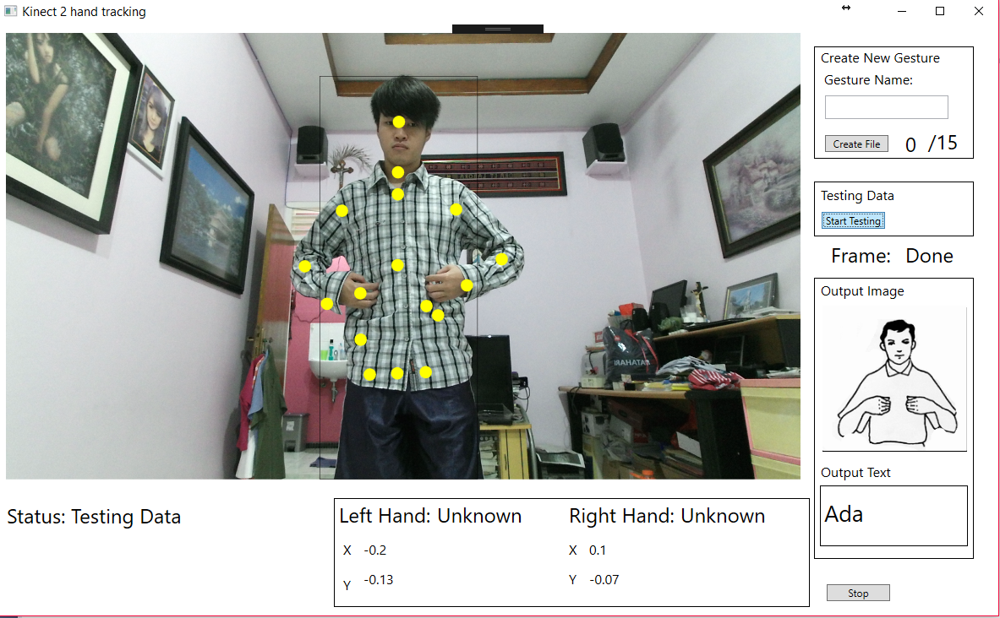 Kinect 2 hand tracking
Create New Gesture
Gesture Name:
Create File 0 /15
Testing Data
Start Testing
Frame: Done
Output Image
MATAHARI
Output Text
Ada
Status: Testing Data
Left Hand: Unknown Right Hand: Unknown
X -0.2 X 0.1
Y -0.13 Y -0.07
Stop